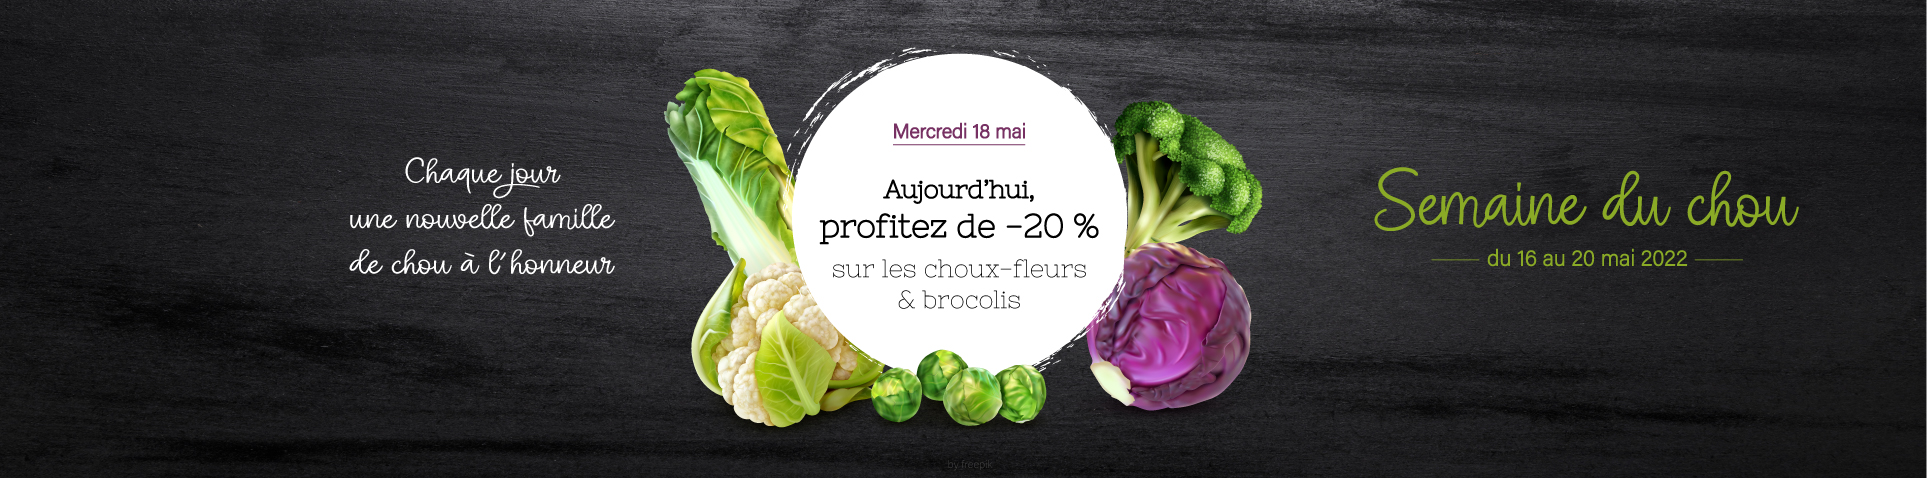 Chaque jour
une nouvelle famille
de chou à l'honneur
Mercredi 18 mai
Aujourd’hui,
profitez de -20 %
sur les choux-fleurs
& brocolis
Semaine du chou
du 16 au 20 mai 2022
by freepik